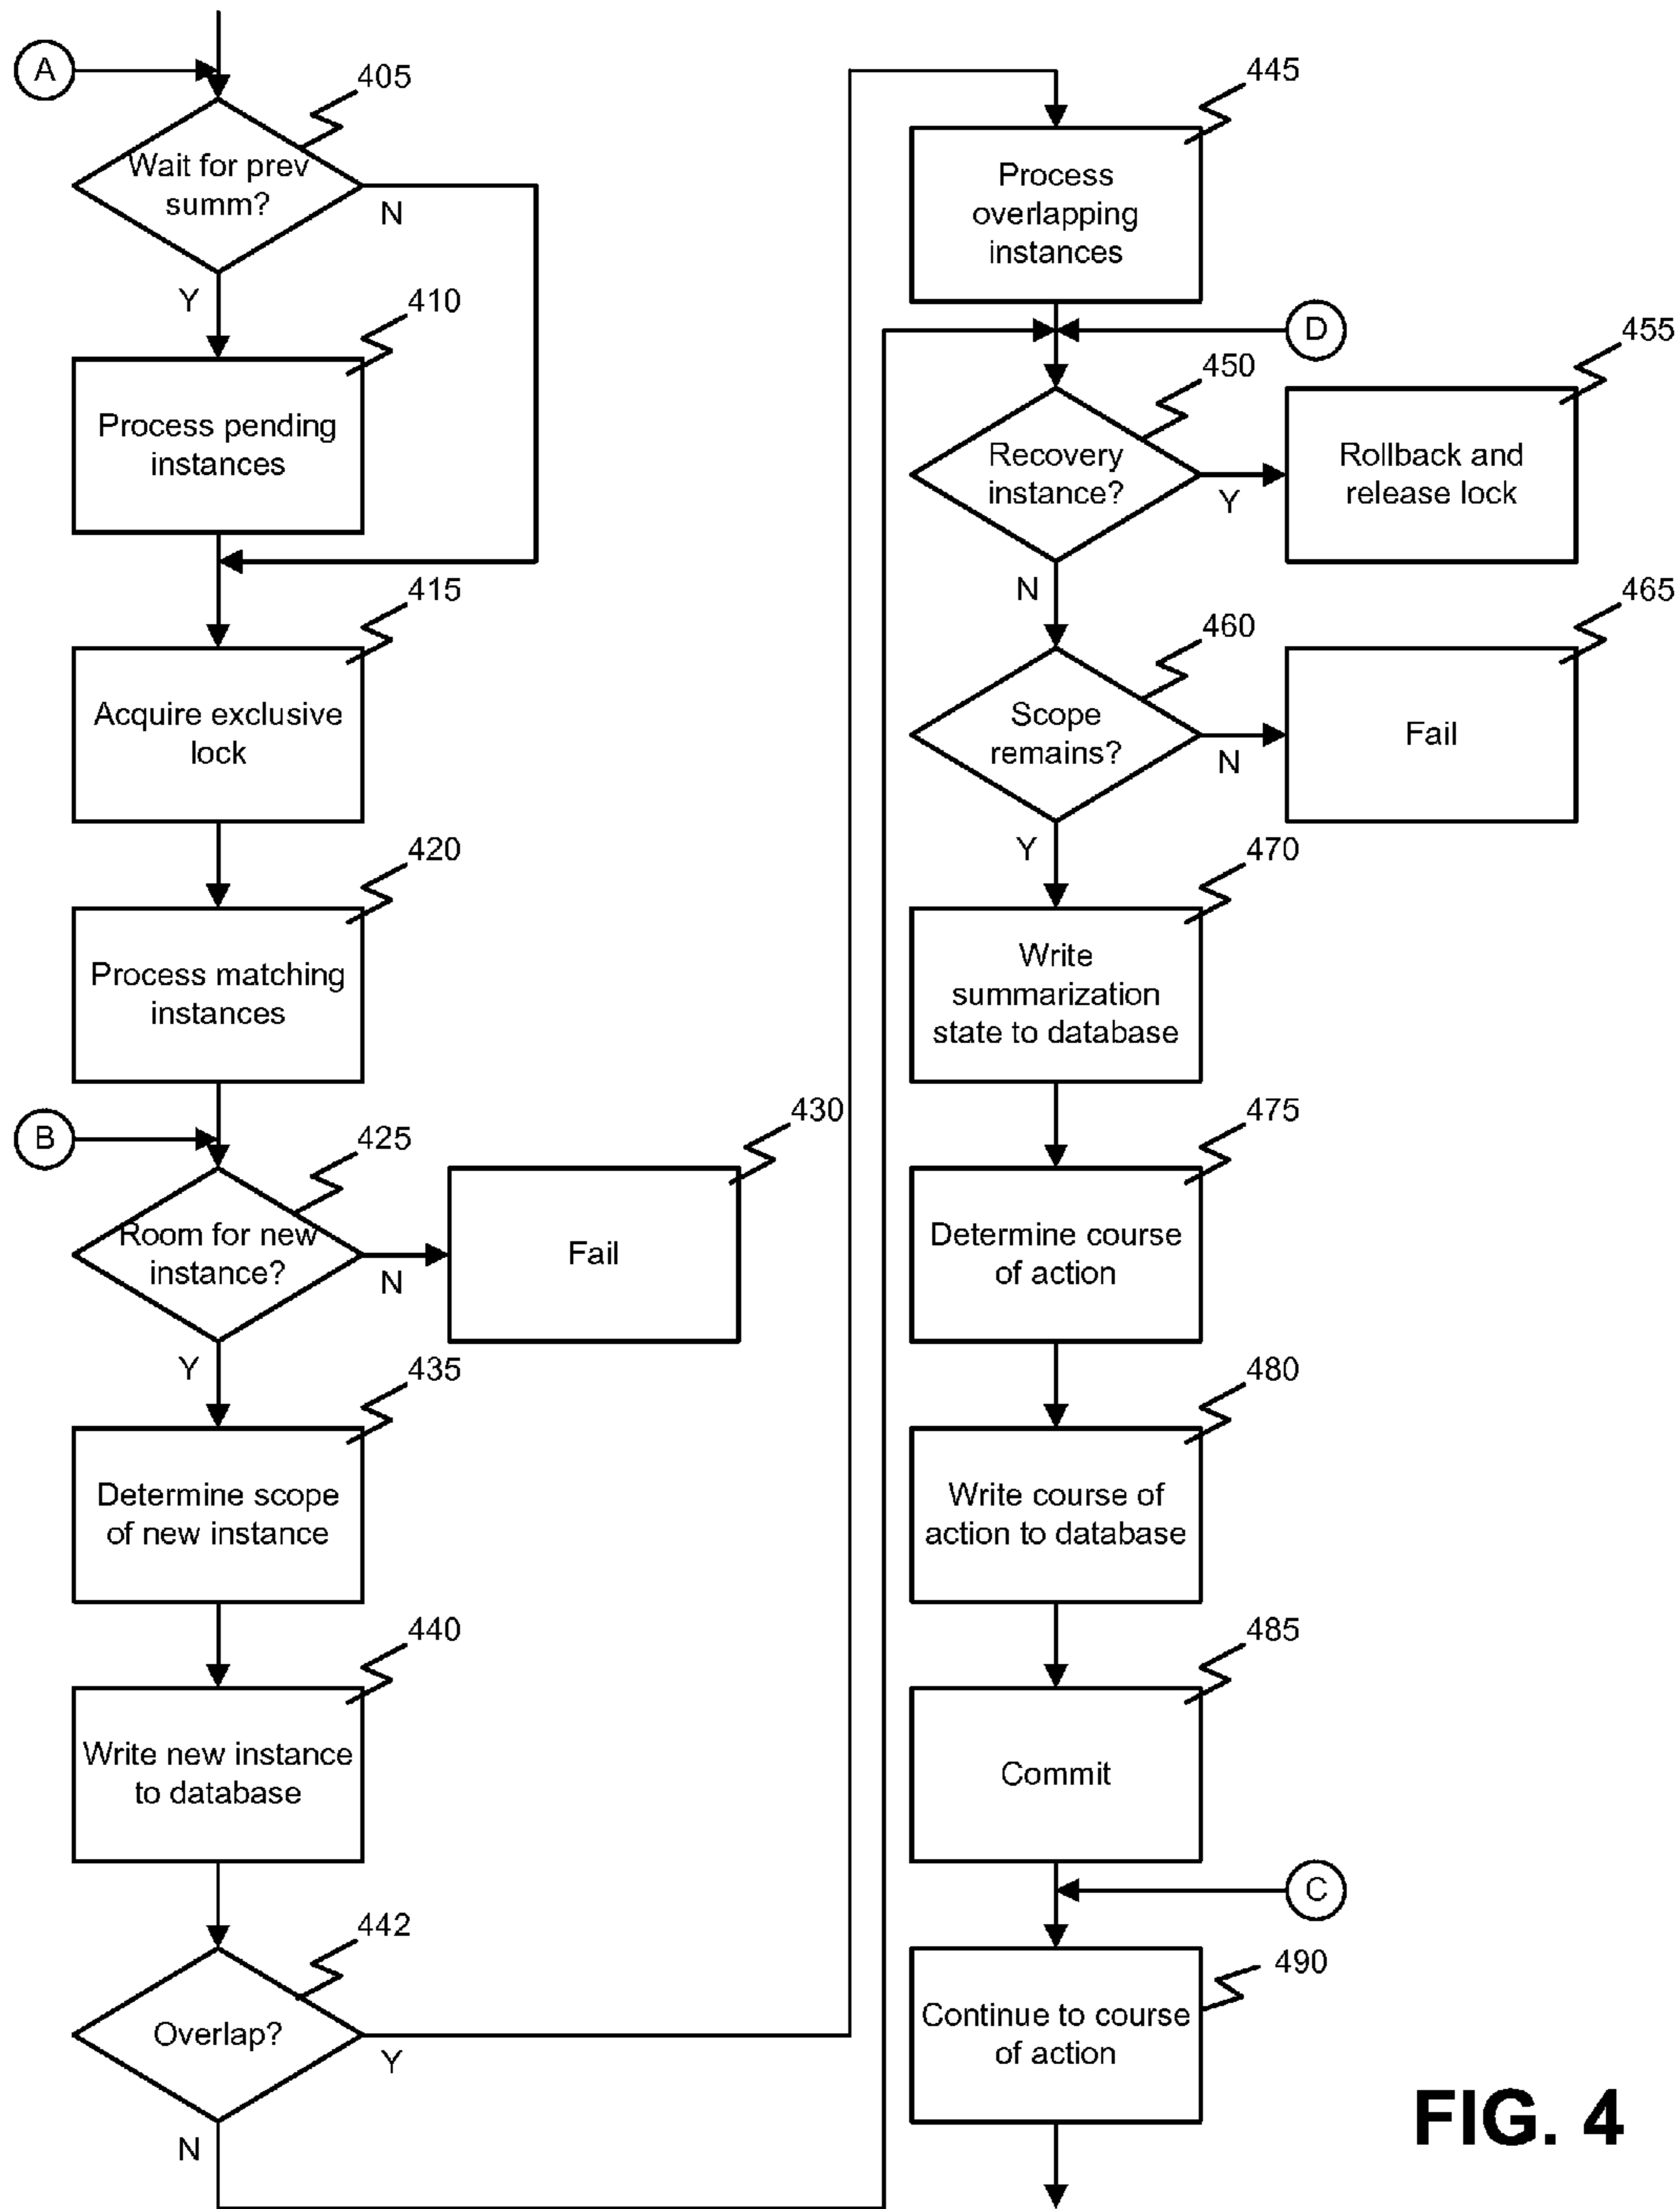 A
405
Wait for prev
summ?
N
Y
410
Process pending
instances
415
Acquire exclusive
lock
420
Process matching
instances
B
425
430
Room for new
instance?
N
Fail
Y
435
Determine scope
of new instance
440
Write new instance
to database
442
Overlap?
Y
N
445
Process
overlapping
instances
D
450
455
Recovery
instance?
Y
Rollback and
release lock
N
460
465
Scope
remains?
N
Fail
Y
470
Write
summarization
state to database
475
Determine course
of action
480
Write course of
action to database
485
Commit
C
490
Continue to course
of action
FIG. 4